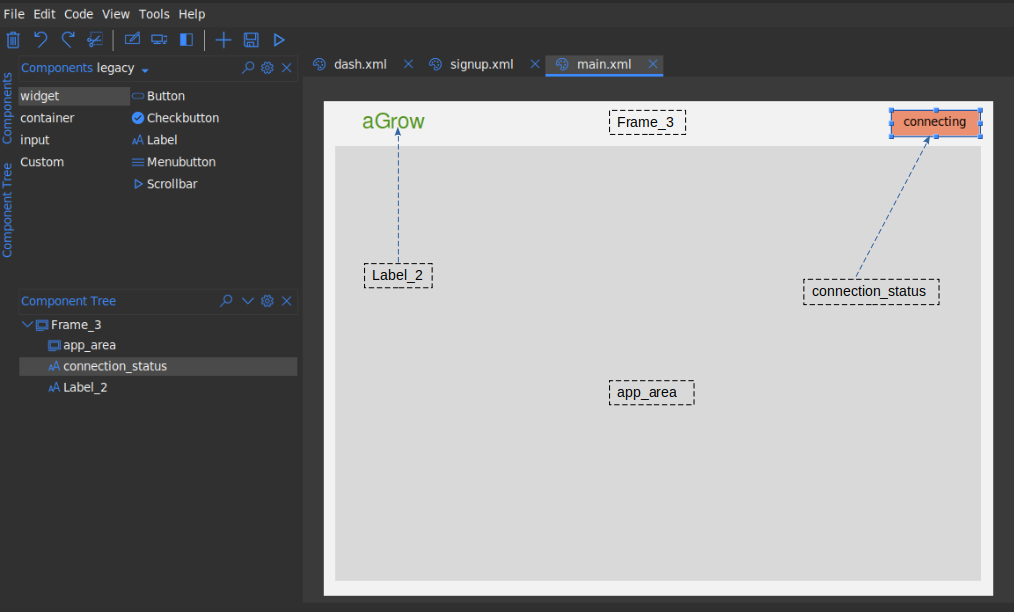 File Edit Code View Tools Help
Components legacy
dash.xml signup.xml main.xml
Components
Component Tree
widget
container
input
Custom
Button
Checkbutton
Label
Menubutton
Scrollbar
Component Tree
Frame_3
app_area
connection_status
Label_2
aGrow Frame_3 connecting
Label_2
connection_status
app_area